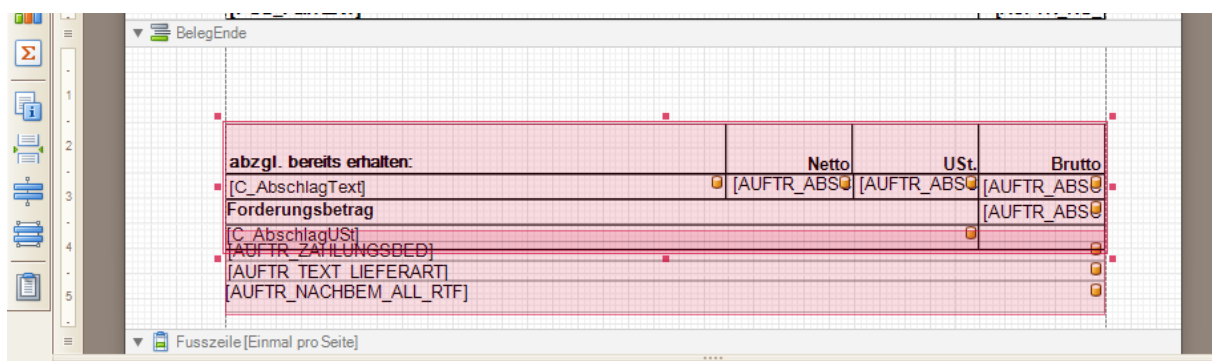 BelegEnde
1
2
abzgl. bereits erhalten: Netto USt. Brutto
3
[C_AbschlagText] [AUFTR_ABS [AUFTR_ABS [AUFTR_ABS
Forderungsbetrag [AUFTR_ABS
4
[C_AbschlagUSt]
[AUFTR_ZAHLUNGSBED]
[AUFTR_TEXT_LIEFERART]
5
[AUFTR_NACHBEM_ALL_RTF]
Fusszeile [Einmal pro Seite]